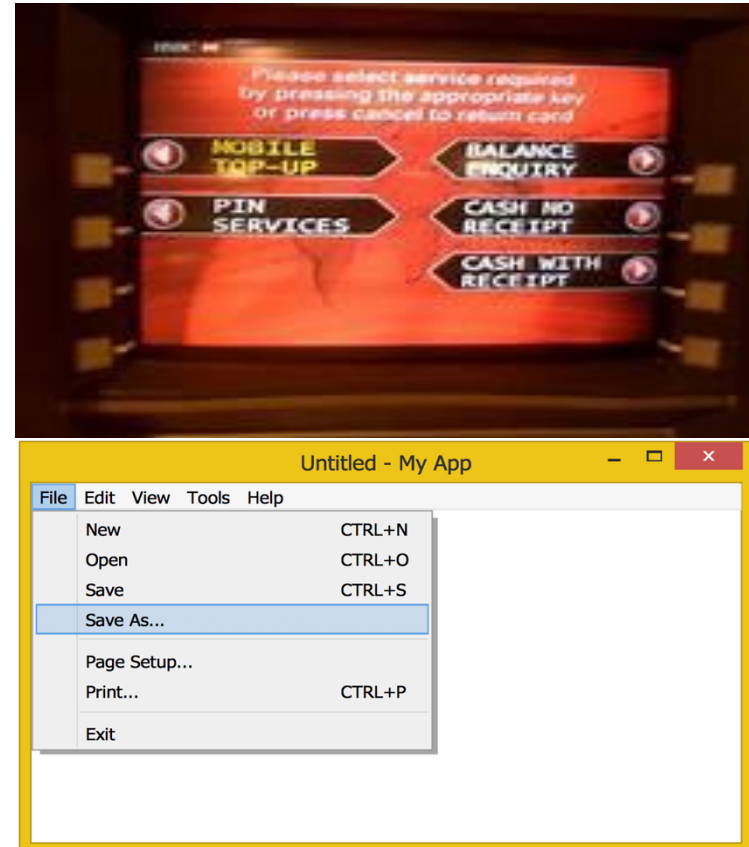 Please select service required
by pressing the appropriate key
or press cancel to return card
MOBILE
TOP-UP
BALANCE
ENQUIRY
PIN
SERVICES
CASH NO
RECEIPT
CASH WITH
RECEIPT
Untitled - My App
File Edit View Tools Help
New CTRL+N
Open CTRL+O
Save CTRL+S
Save As...
Page Setup...
Print... CTRL+P
Exit